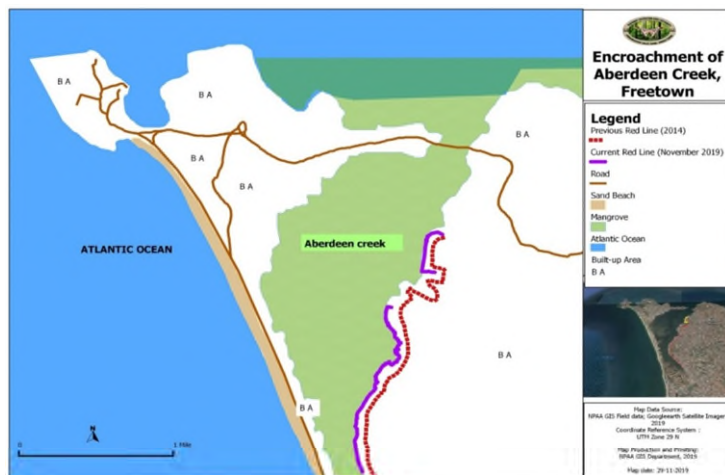 Encroachment of
Aberdeen Creek,
Freetown
Legend
Previous Red Line (2014)
Current Red Line (November 2019)
Road
Sand Beach
Mangrove
Atlantic Ocean
Built-up Area
B A
B A
B A
B A
B A
B A
B A
B A
ATLANTIC OCEAN
Aberdeen creek
N
0
1 Mile
Map Data Source:
NPAA GIS Field data; Googleearth Satellite Imager
2019
Coordinate Reference System :
UTM Zone 29 N
Map Production and Printing:
NPAA GIS Department, 2019
Map date: 29-11-2019